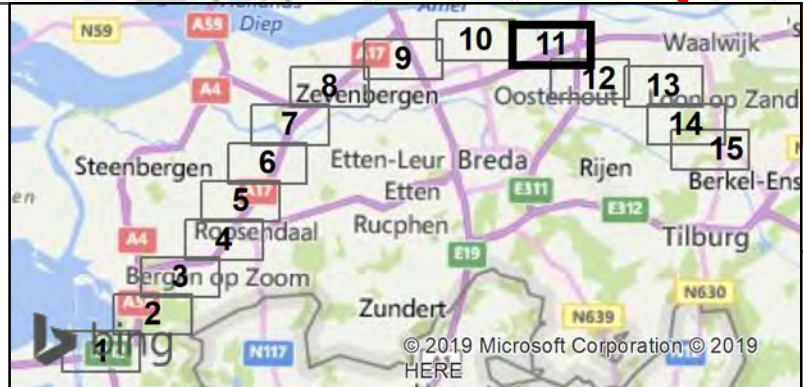 Amer
N59
A59
Diep
10
11
's
Waalwijk
A17
9
A4
8
Zevenbergen
Oosterhout
12
13
Loon op Zand
7
14
Steenbergen
6
Etten-Leur
Breda
Rijen
15
en
5
A17
Etten
E311
Berkel-Ens
E312
A4
4
Roosendaal
Rucphen
Tilburg
E19
3
Bergen op Zoom
N630
2
Zundert
N639
bing
1
N117
© 2019 Microsoft Corporation © 2019
HERE